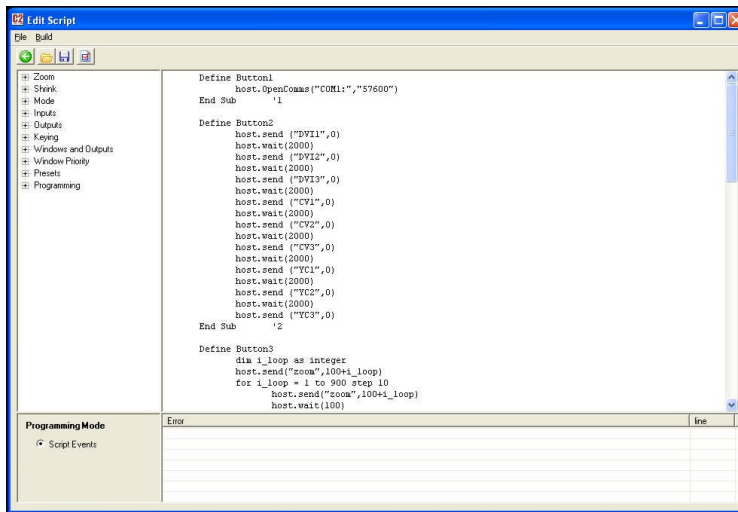 C2 Edit Script
File Build
Zoom
Shrink
Mode
Inputs
Outputs
Keying
Windows and Outputs
Window Priority
Presets
Programming
Define Button1
host.OpenComms("COM1:","57600")
End Sub '1
Define Button2
host.send ("DVI1",0)
host.wait(2000)
host.send ("DVI2",0)
host.wait(2000)
host.send ("DVI3",0)
host.wait(2000)
host.send ("CV1",0)
host.wait(2000)
host.send ("CV2",0)
host.wait(2000)
host.send ("CV3",0)
host.wait(2000)
host.send ("YC1",0)
host.wait(2000)
host.send ("YC2",0)
host.wait(2000)
host.send ("YC3",0)
End Sub '2
Define Button3
dim i_loop as integer
host.send("zoom",100+i_loop)
for i_loop = 1 to 900 step 10
host.send("zoom",100+i_loop)
host.wait(100)
Programming Mode
Script Events
Error line